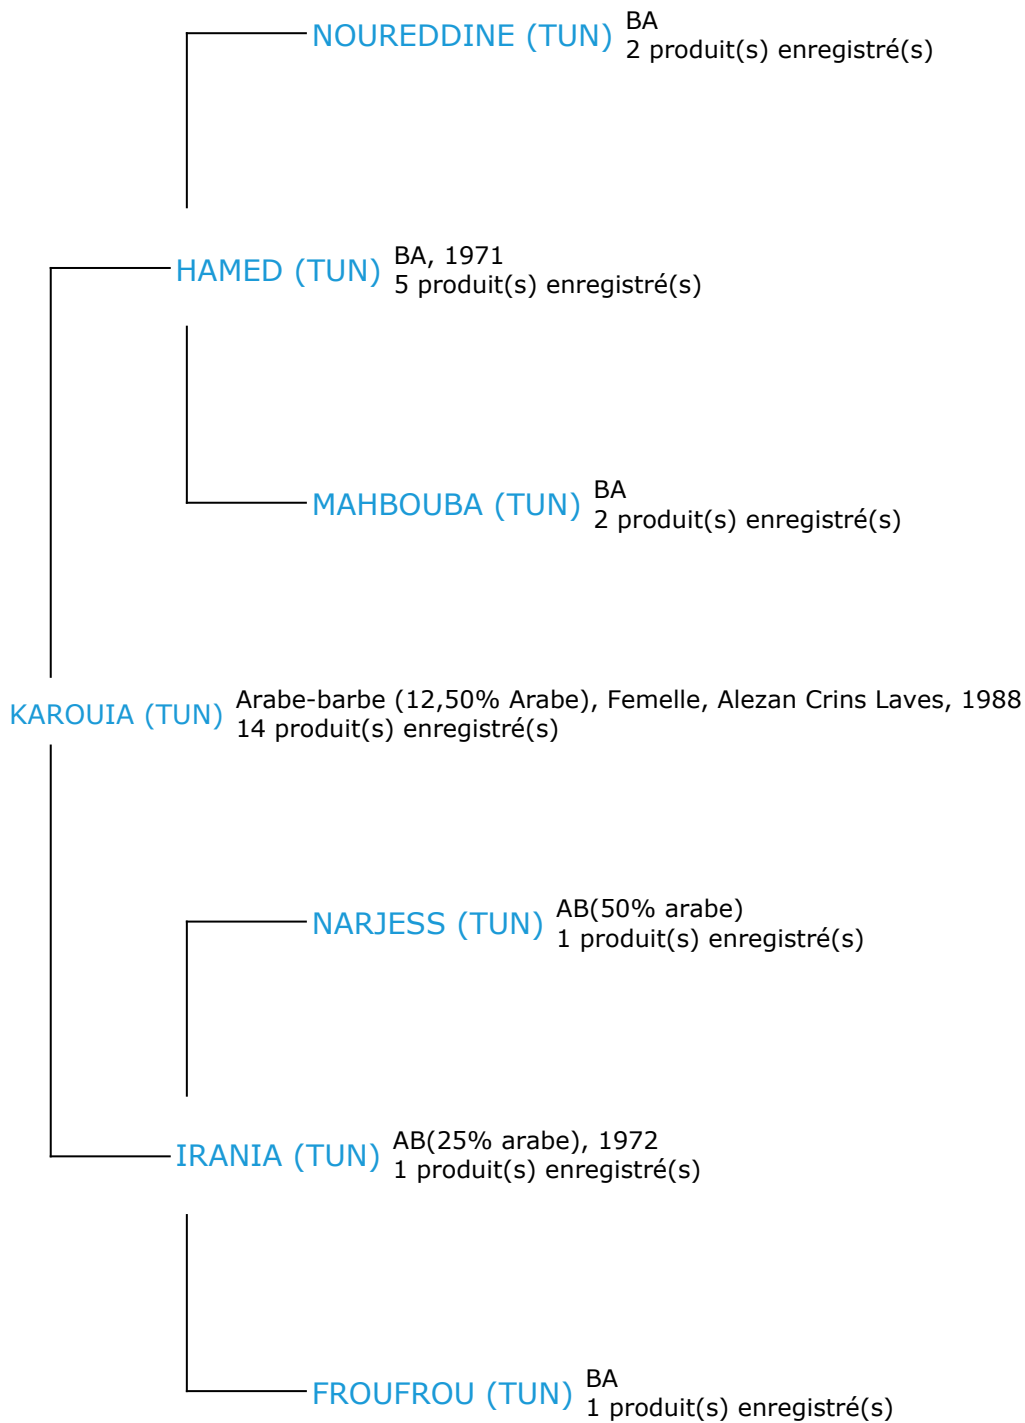 NOUREDDINE (TUN) BA
2 produit(s) enregistré(s)
HAMED (TUN) BA, 1971
5 produit(s) enregistré(s)
MAHBOUBA (TUN) BA
2 produit(s) enregistré(s)
KAROUIA (TUN) Arabe-barbe (12,50% Arabe), Femelle, Alezan Crins Laves, 1988
14 produit(s) enregistré(s)
NARJESS (TUN) AB(50% arabe)
1 produit(s) enregistré(s)
IRANIA (TUN) AB(25% arabe), 1972
1 produit(s) enregistré(s)
FROUFROU (TUN) BA
1 produit(s) enregistré(s)